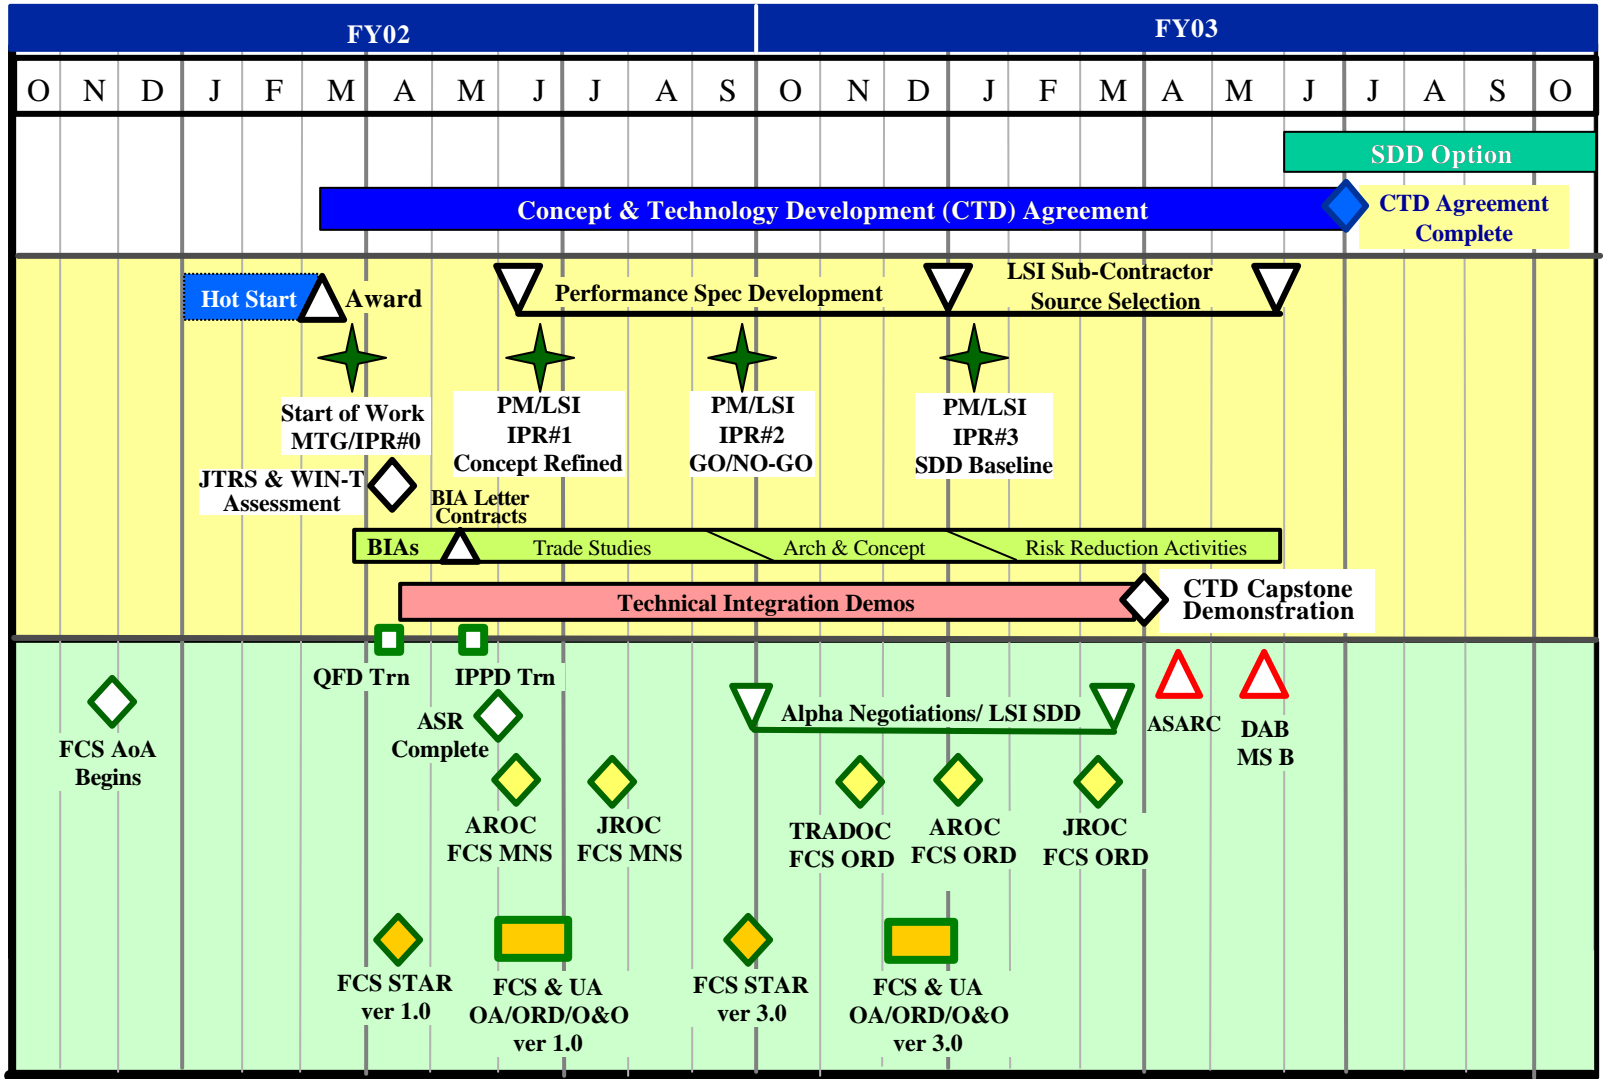 FY02
FY03
O N D J F M A M J J A S O N D J F M A M J J A S O
SDD Option
Concept & Technology Development (CTD) Agreement
CTD Agreement
Complete
Hot Start
Award
Performance Spec Development
LSI Sub-Contractor
Source Selection
Start of Work
MTG/IPR#0
PM/LSI
IPR#1
Concept Refined
PM/LSI
IPR#2
GO/NO-GO
PM/LSI
IPR#3
SDD Baseline
JTRS & WIN-T
Assessment
BIA Letter
Contracts
BIAs
Trade Studies
Arch & Concept
Risk Reduction Activities
Technical Integration Demos
CTD Capstone
Demonstration
QFD Trn
IPPD Trn
FCS AoA
Begins
ASR
Complete
Alpha Negotiations/ LSI SDD
ASARC
DAB
MS B
AROC
FCS MNS
JROC
FCS MNS
TRADOC
FCS ORD
AROC
FCS ORD
JROC
FCS ORD
FCS STAR
ver 1.0
FCS & UA
OA/ORD/O&O
ver 1.0
FCS STAR
ver 3.0
FCS & UA
OA/ORD/O&O
ver 3.0